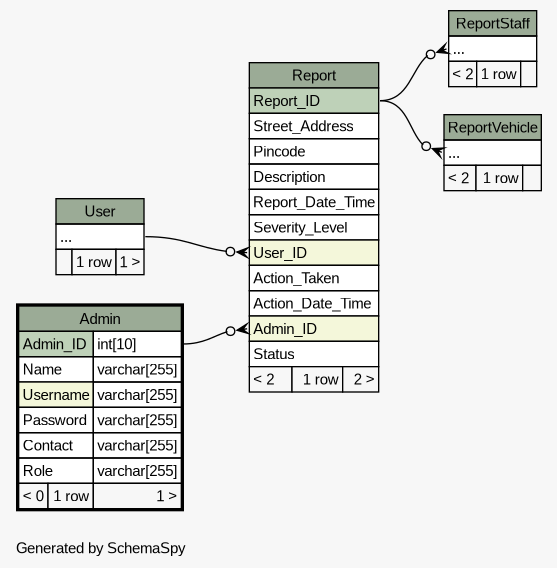 ReportStaff
...
< 2 1 row
Report
Report_ID
Street_Address
Pincode
Description
Report_Date_Time
Severity_Level
User_ID
Action_Taken
Action_Date_Time
Admin_ID
Status
< 2 1 row 2 >
ReportVehicle
...
< 2 1 row
User
...
1 row 1 >
Admin
Admin_ID int[10]
Name varchar[255]
Username varchar[255]
Password varchar[255]
Contact varchar[255]
Role varchar[255]
< 0 1 row 1 >
Generated by SchemaSpy